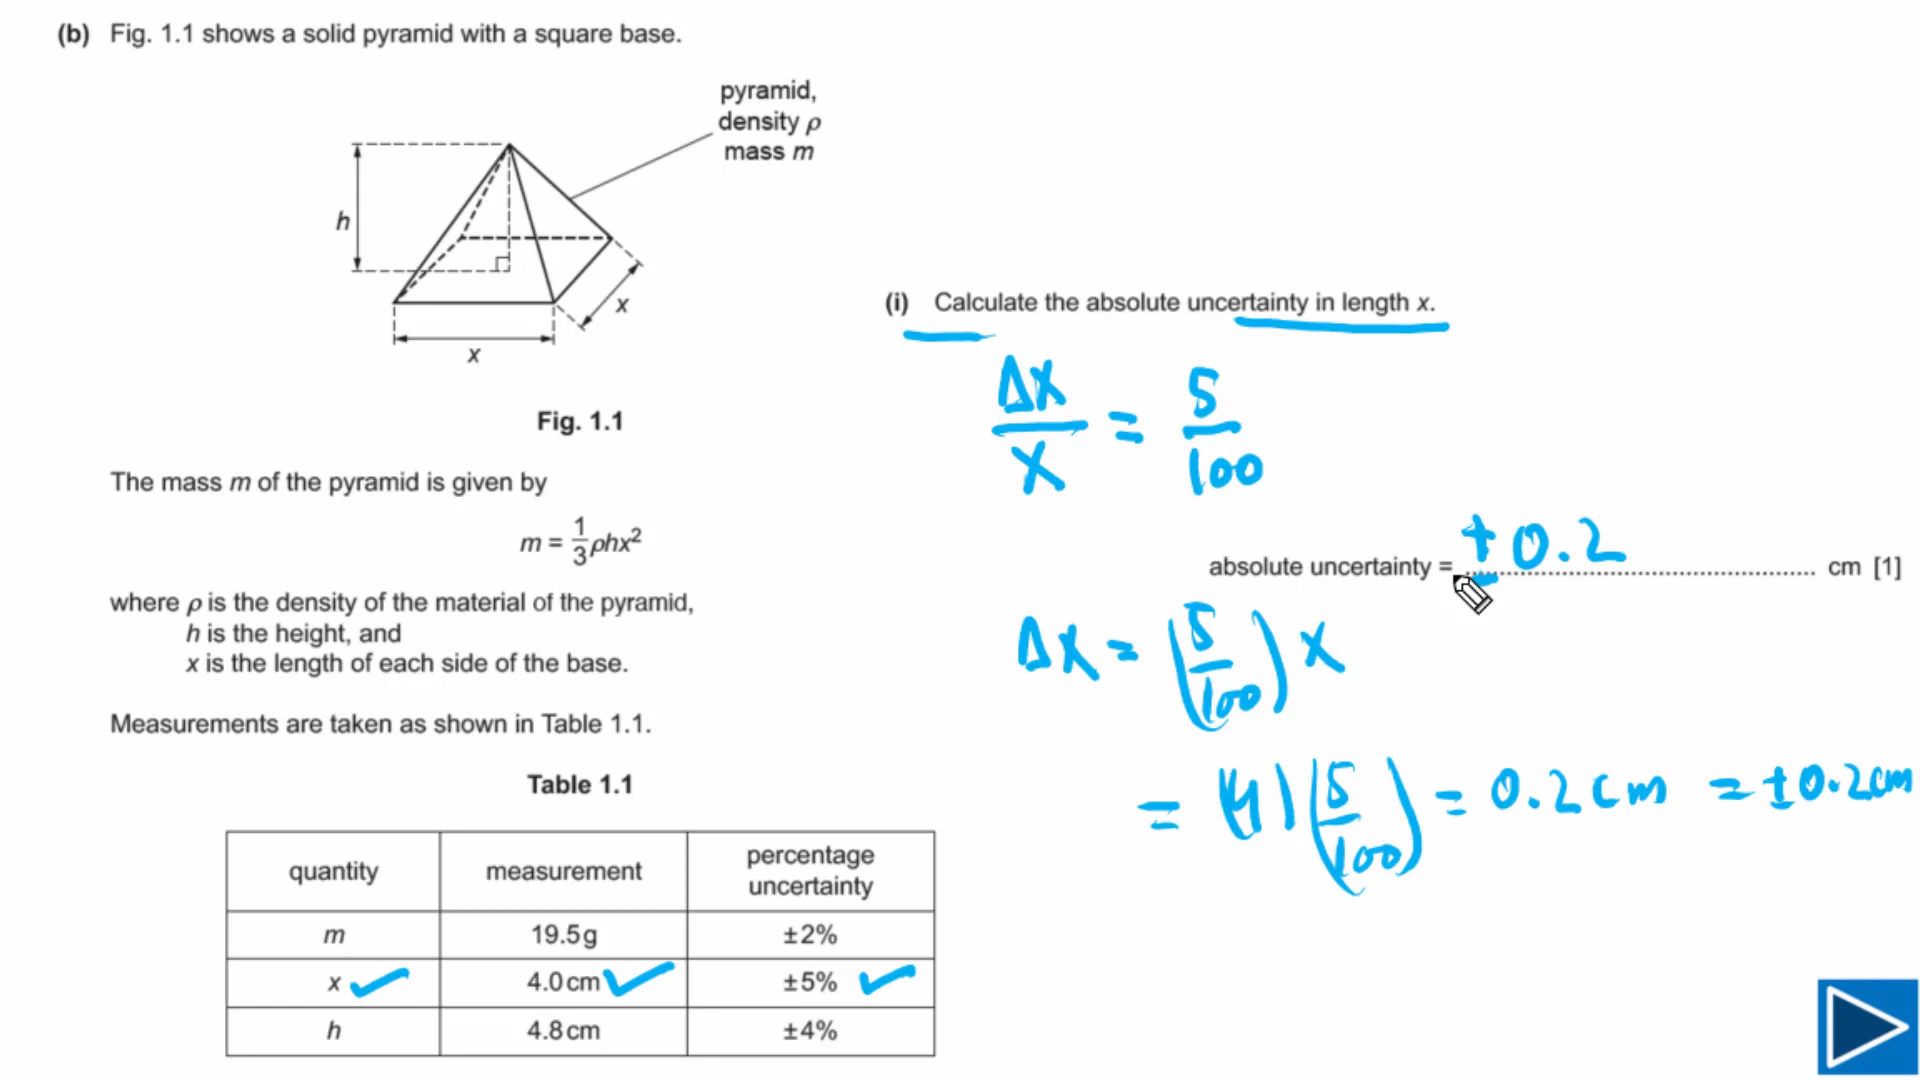 (b) Fig. 1.1 shows a solid pyramid with a square base.
pyramid,
density ρ
mass m
h
x
x
Fig. 1.1
The mass m of the pyramid is given by
m = 1/3 ρhx²
where ρ is the density of the material of the pyramid,
h is the height, and
x is the length of each side of the base.
Measurements are taken as shown in Table 1.1.
Table 1.1
quantity measurement percentage uncertainty
m 19.5 g ±2%
x 4.0 cm ±5%
h 4.8 cm ±4%
(i) Calculate the absolute uncertainty in length x.
Δx/x = 5/100
absolute uncertainty = ±0.2 cm [1]
Δx = (5/100) x
= (4) (5/100) = 0.2 cm = ±0.2 cm